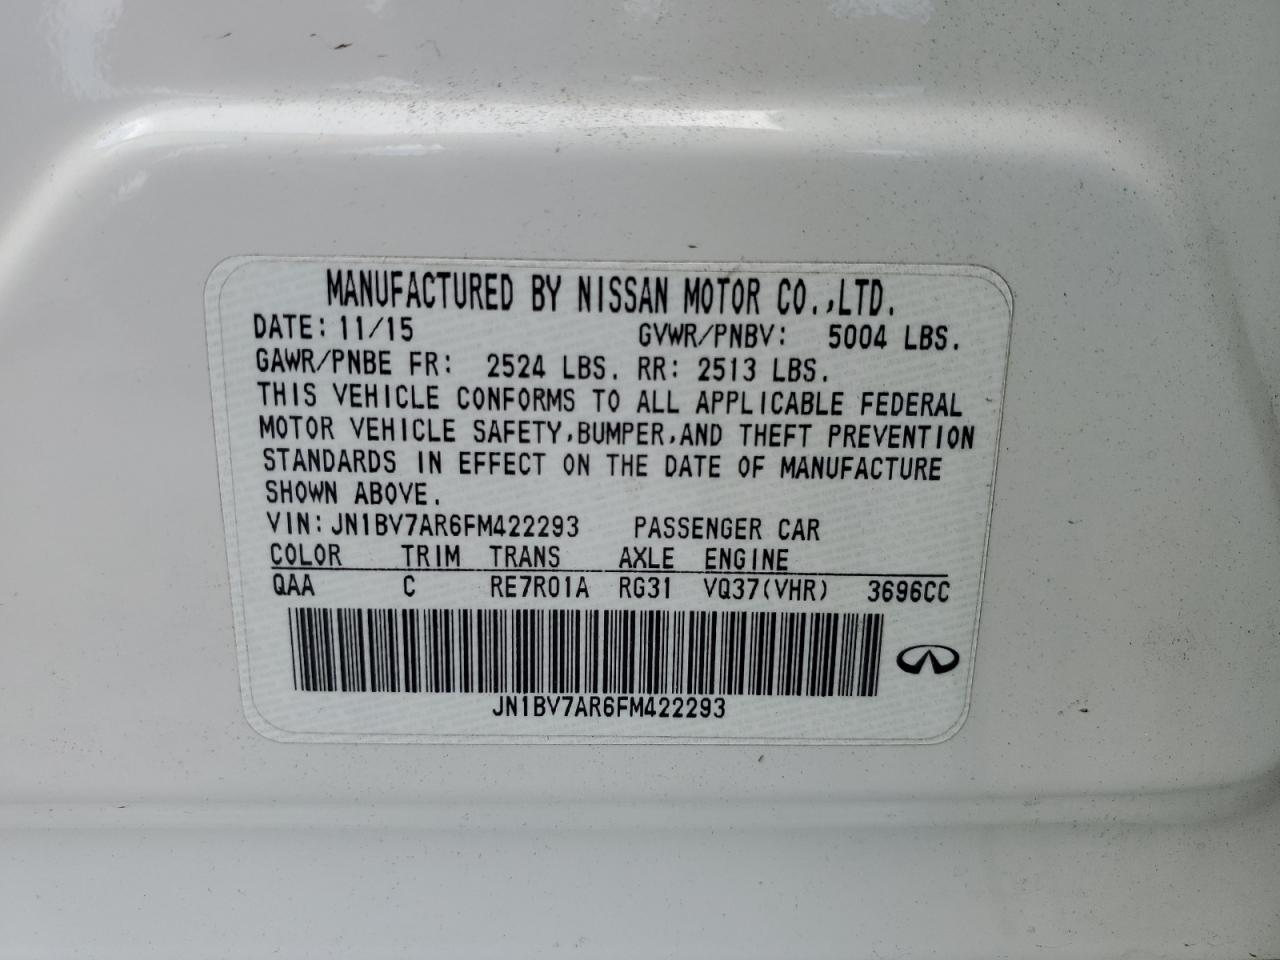 MANUFACTURED BY NISSAN MOTOR CO.,LTD.
DATE: 11/15 GVWR/PNBV: 5004 LBS.
GAWR/PNBE FR: 2524 LBS. RR: 2513 LBS.
THIS VEHICLE CONFORMS TO ALL APPLICABLE FEDERAL
MOTOR VEHICLE SAFETY,BUMPER,AND THEFT PREVENTION
STANDARDS IN EFFECT ON THE DATE OF MANUFACTURE
SHOWN ABOVE.
VIN: JN1BV7AR6FM422293 PASSENGER CAR
COLOR TRIM TRANS AXLE ENGINE
QAA C RE7R01A RG31 VQ37(VHR) 3696CC
JN1BV7AR6FM422293